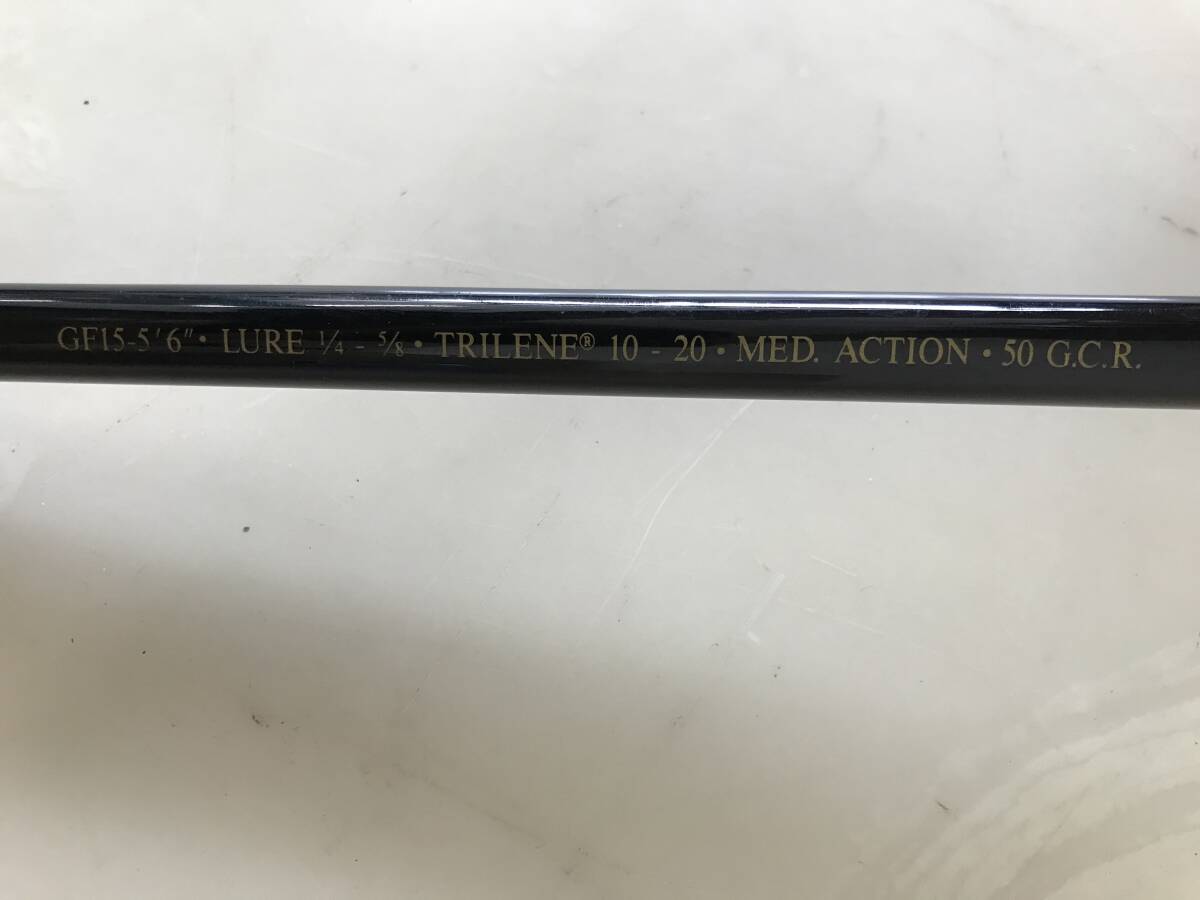 GF15-5'6" • LURE ¼ - ⅝ • TRILENE® 10 - 20 • MED. ACTION • 50 G.C.R.